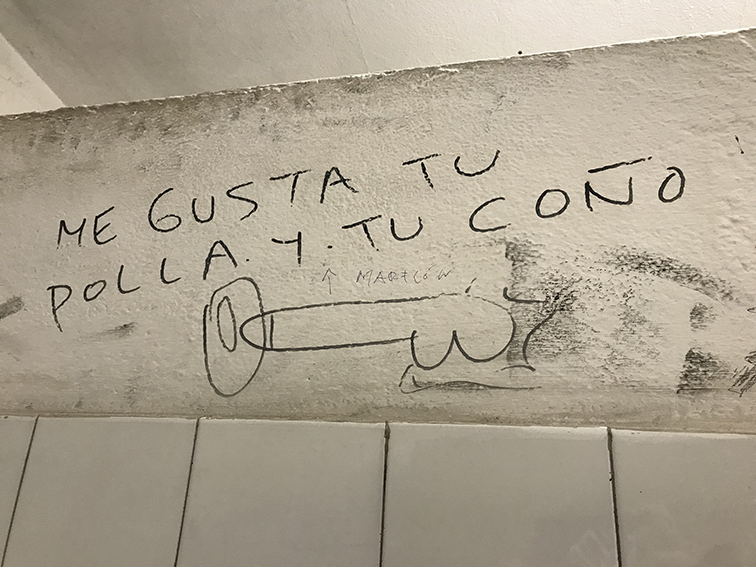 ME GUSTA TU
POLLA. Y. TU COÑO
MARICÓN